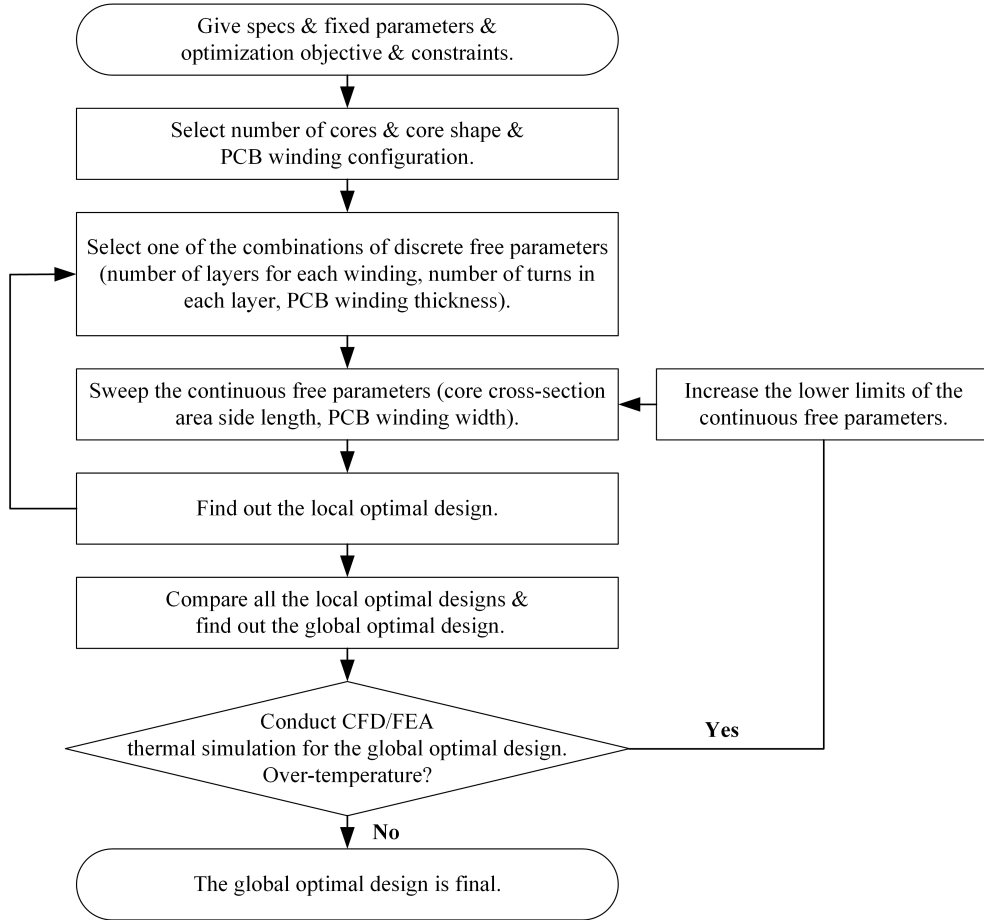 Give specs & fixed parameters &
optimization objective & constraints.
Select number of cores & core shape &
PCB winding configuration.
Select one of the combinations of discrete free parameters
(number of layers for each winding, number of turns in
each layer, PCB winding thickness).
Sweep the continuous free parameters (core cross-section
area side length, PCB winding width).
Increase the lower limits of the
continuous free parameters.
Find out the local optimal design.
Compare all the local optimal designs &
find out the global optimal design.
Conduct CFD/FEA
thermal simulation for the global optimal design.
Over-temperature?
Yes
No
The global optimal design is final.